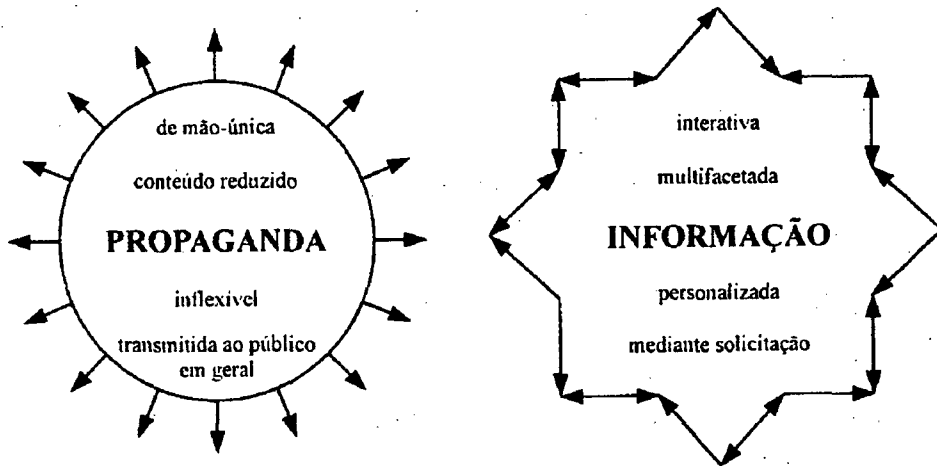 de mão-única
conteúdo reduzido
PROPAGANDA
inflexível
transmitida ao público
em geral
interativa
multifacetada
INFORMAÇÃO
personalizada
mediante solicitação